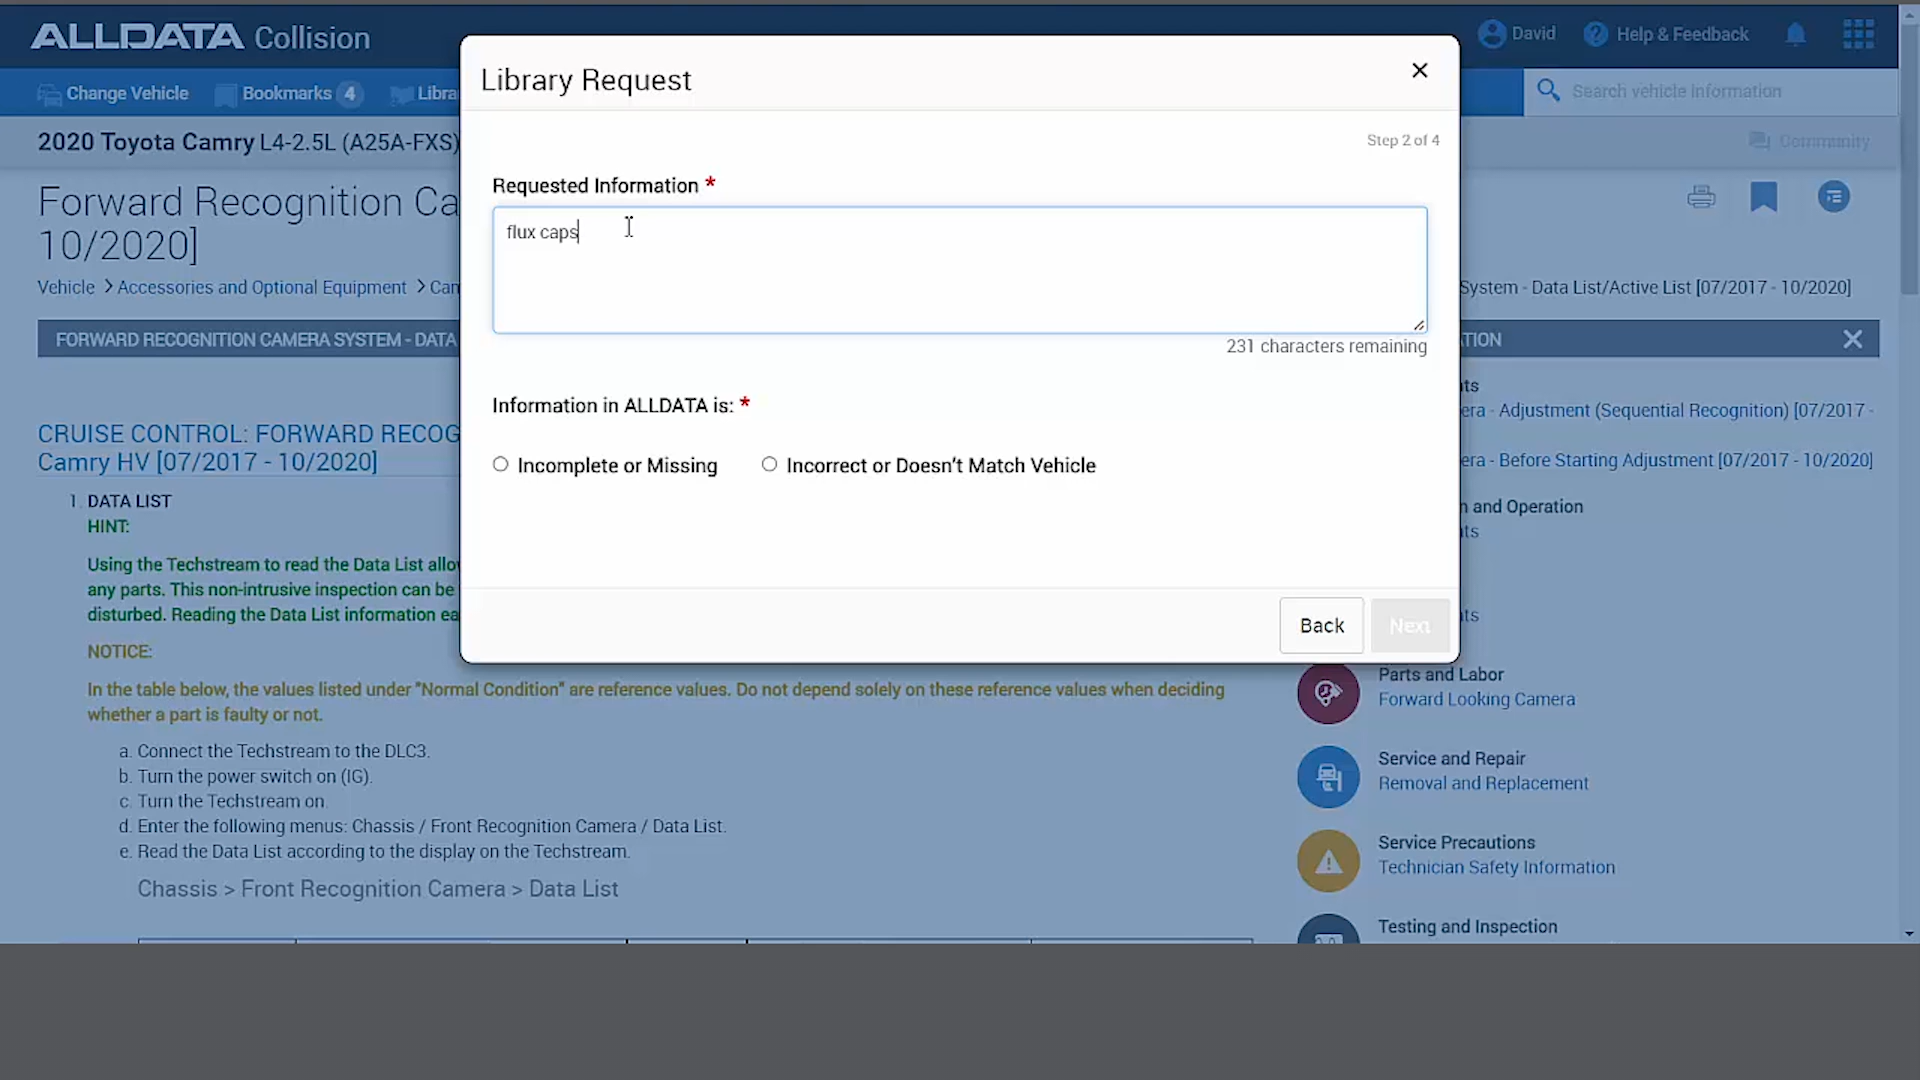 ALLDATA Collision
David
Help & Feedback
Change Vehicle
Bookmarks 4
Libra
Search vehicle information
2020 Toyota Camry L4-2.5L (A25A-FXS)
Community
Forward Recognition Ca
10/2020]
Vehicle > Accessories and Optional Equipment > Can
System - Data List/Active List [07/2017 - 10/2020]
FORWARD RECOGNITION CAMERA SYSTEM - DATA
TION
Library Request
Step 2 of 4
Requested Information *
flux caps
231 characters remaining
Information in ALLDATA is: *
Incomplete or Missing
Incorrect or Doesn't Match Vehicle
Back
Next
CRUISE CONTROL: FORWARD RECOG
Camry HV [07/2017 - 10/2020]
1. DATA LIST
HINT:
Using the Techstream to read the Data List allo
any parts. This non-intrusive inspection can be
disturbed. Reading the Data List information ea
NOTICE:
In the table below, the values listed under "Normal Condition" are reference values. Do not depend solely on these reference values when deciding
whether a part is faulty or not.
a. Connect the Techstream to the DLC3.
b. Turn the power switch on (IG).
c. Turn the Techstream on.
d. Enter the following menus: Chassis / Front Recognition Camera / Data List.
e. Read the Data List according to the display on the Techstream.
Chassis > Front Recognition Camera > Data List
ts
era - Adjustment (Sequential Recognition) [07/2017 -
era - Before Starting Adjustment [07/2017 - 10/2020]
n and Operation
ts
ts
Parts and Labor
Forward Looking Camera
Service and Repair
Removal and Replacement
Service Precautions
Technician Safety Information
Testing and Inspection